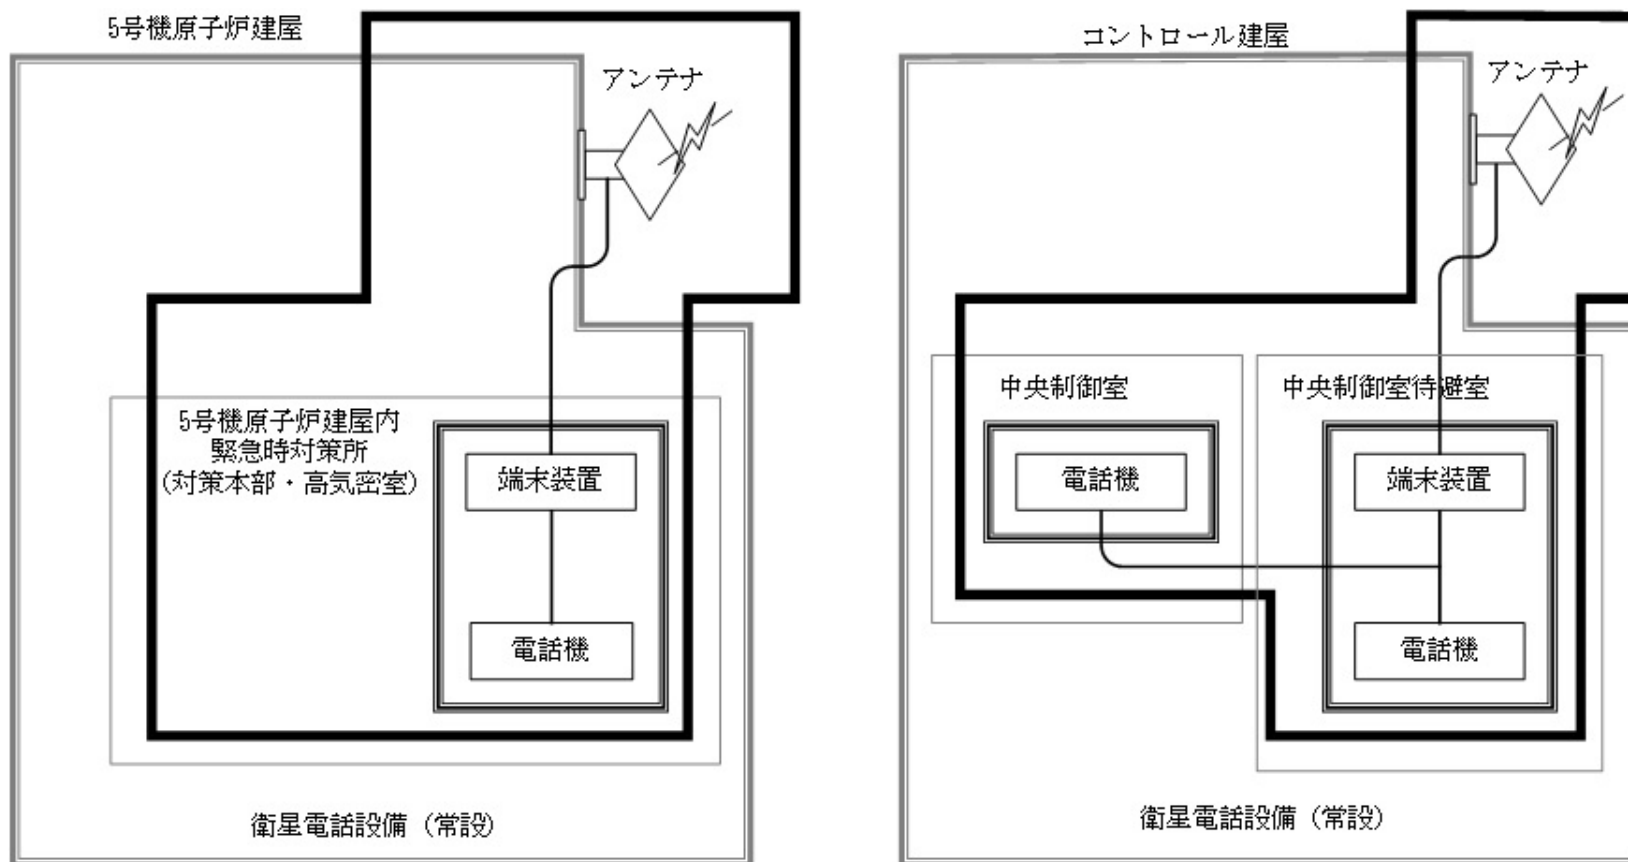 5号機原子炉建屋
アンテナ
5号機原子炉建屋内
緊急時対策所
(対策本部・高気密室)
端末装置
電話機
衛星電話設備（常設）
コントロール建屋
アンテナ
中央制御室
電話機
中央制御室待避室
端末装置
電話機
衛星電話設備（常設）